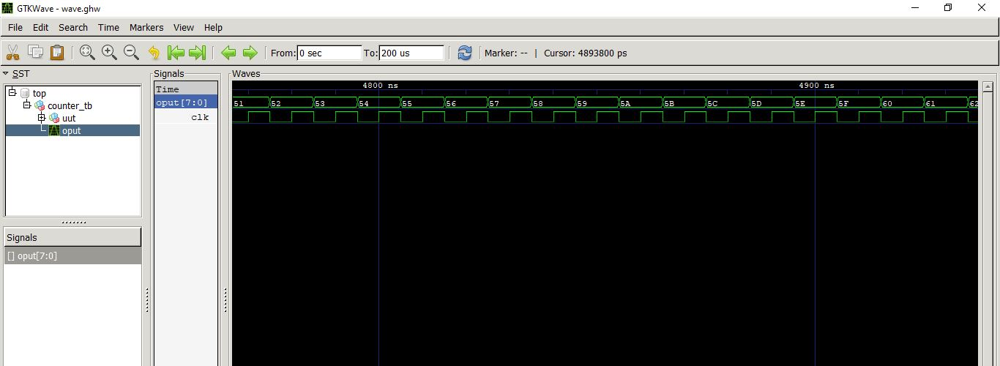 GTKWave - wave.ghw
File Edit Search Time Markers View Help
From: 0 sec To: 200 us Marker: -- | Cursor: 4893800 ps
SST
top
counter_tb
uut
oput
Signals
[] oput[7:0]
Signals
Time
oput[7:0]
clk
Waves
4800 ns 4900 ns
51 52 53 54 55 56 57 58 59 5A 5B 5C 5D 5E 5F 60 61 62